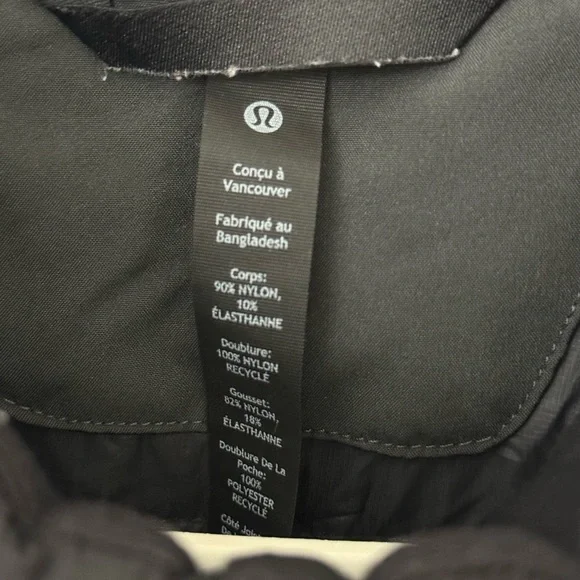 Conçu à
Vancouver
Fabriqué au
Bangladesh
Corps:
90% NYLON,
10%
ÉLASTHANNE
Doublure:
100% NYLON
RECYCLÉ
Gousset:
82% NYLON,
18%
ÉLASTHANNE
Doublure De La
Poche:
100%
POLYESTER
RECYCLÉ
Côté